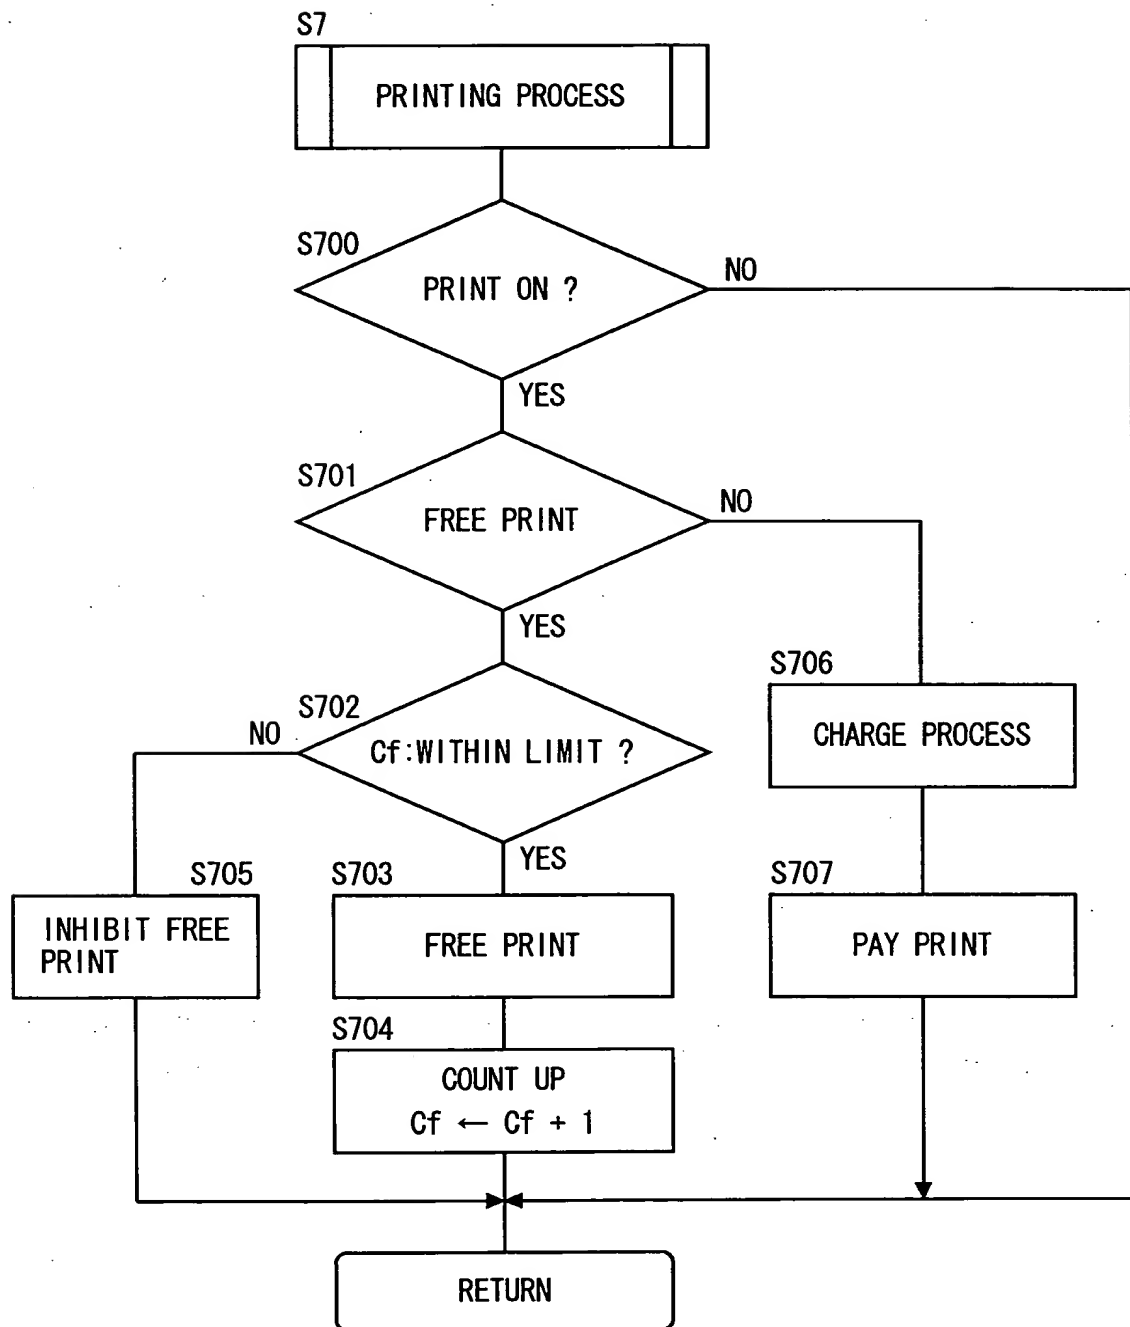 S7
PRINTING PROCESS
S700
PRINT ON ?
NO
YES
S701
FREE PRINT
NO
YES
S702
Cf:WITHIN LIMIT ?
NO
YES
S706
CHARGE PROCESS
S705
INHIBIT FREE
PRINT
S703
FREE PRINT
S707
PAY PRINT
S704
COUNT UP
Cf ← Cf + 1
RETURN